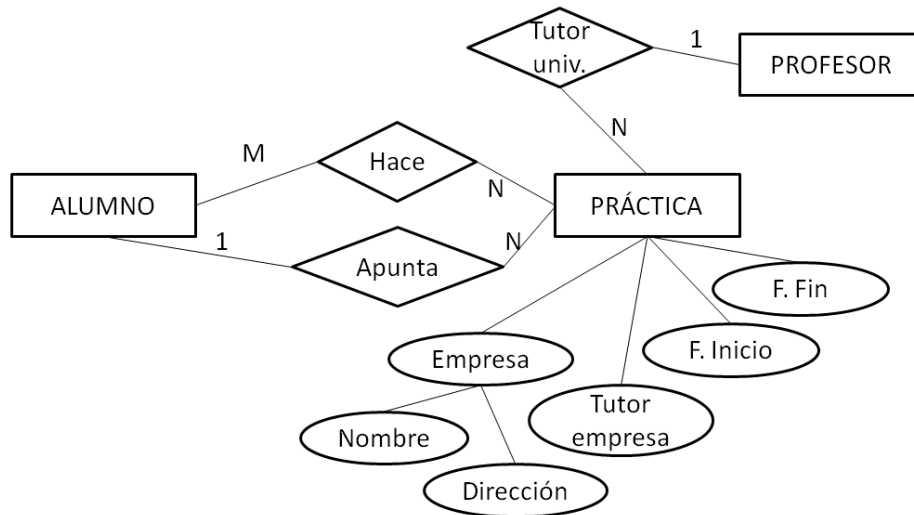 Tutor
univ.
1
PROFESOR
N
M
Hace
N
ALUMNO
PRÁCTICA
1
Apunta
N
F. Fin
Empresa
F. Inicio
Tutor
empresa
Nombre
Dirección